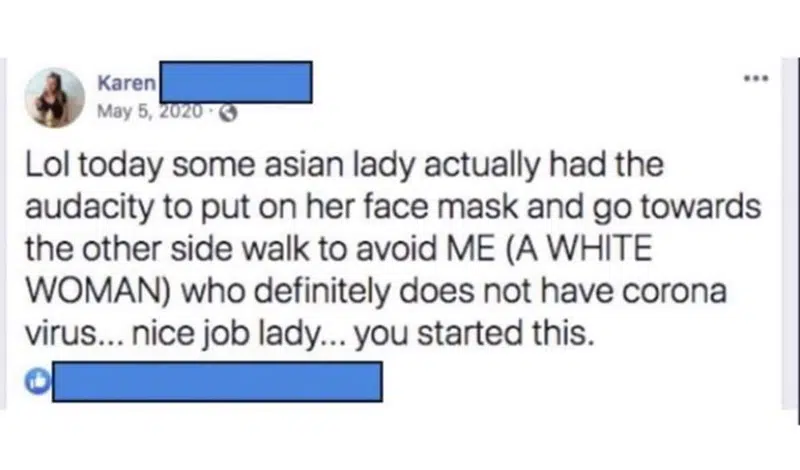 Karen
May 5, 2020 ·
Lol today some asian lady actually had the
audacity to put on her face mask and go towards
the other side walk to avoid ME (A WHITE
WOMAN) who definitely does not have corona
virus... nice job lady... you started this.